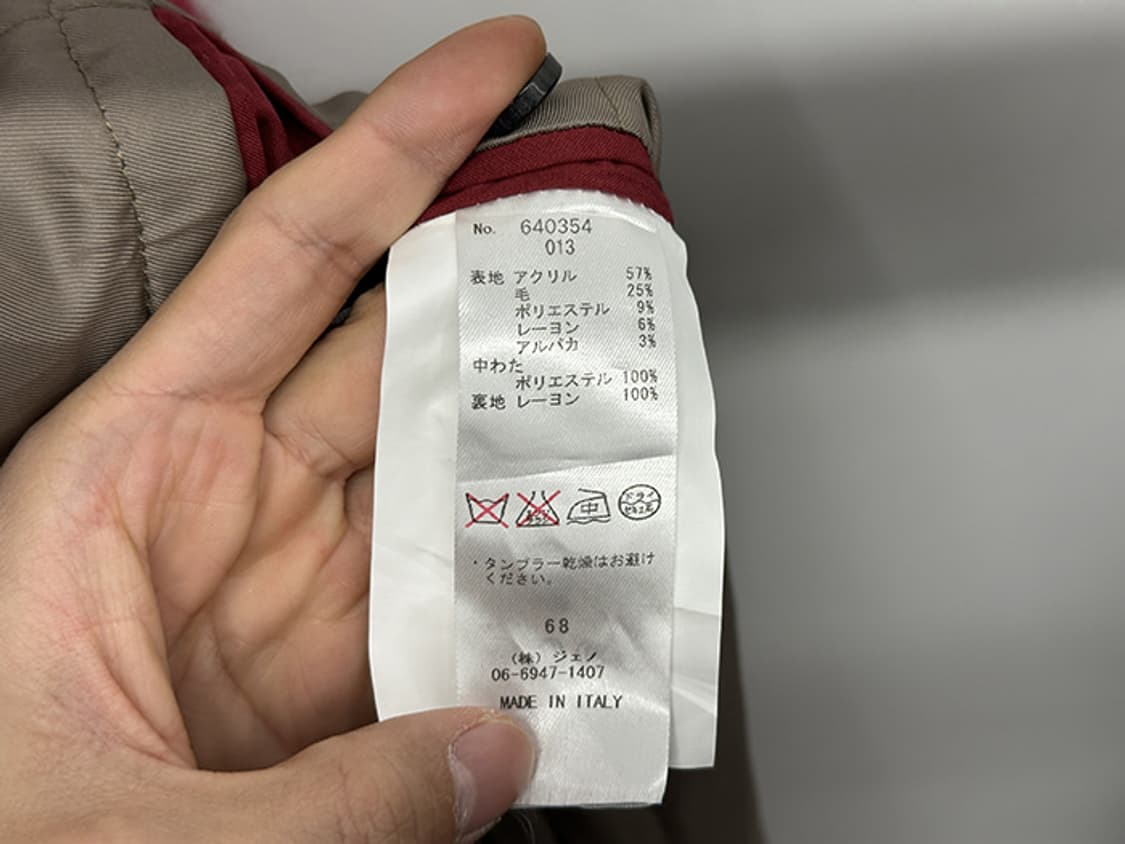 No. 640354
013
表地 アクリル 57%
毛 25%
ポリエステル 9%
レーヨン 6%
アルパカ 3%
中わた
ポリエステル 100%
裏地 レーヨン 100%
中 ドライ
・タンブラー乾燥はお避け
ください。
68
(株) ジェノ
06-6947-1407
MADE IN ITALY